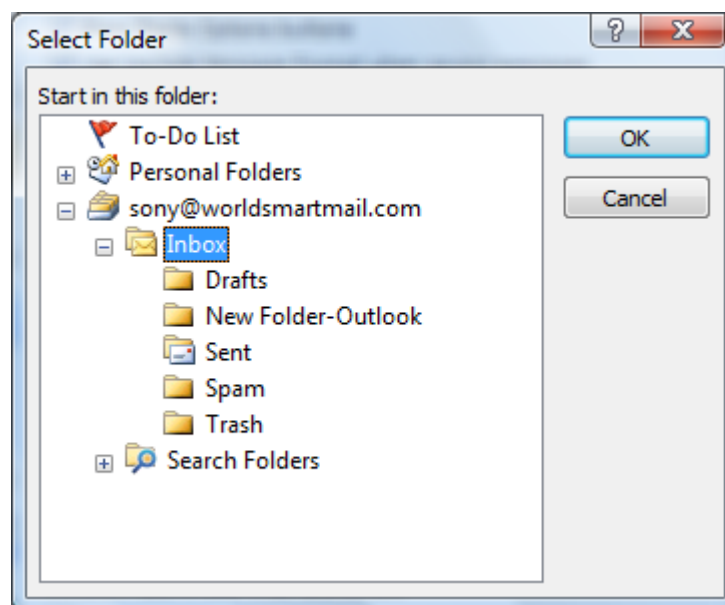 Select Folder
Start in this folder:
To-Do List
OK
Personal Folders
sony@worldsmartmail.com
Cancel
Inbox
Drafts
New Folder-Outlook
Sent
Spam
Trash
Search Folders